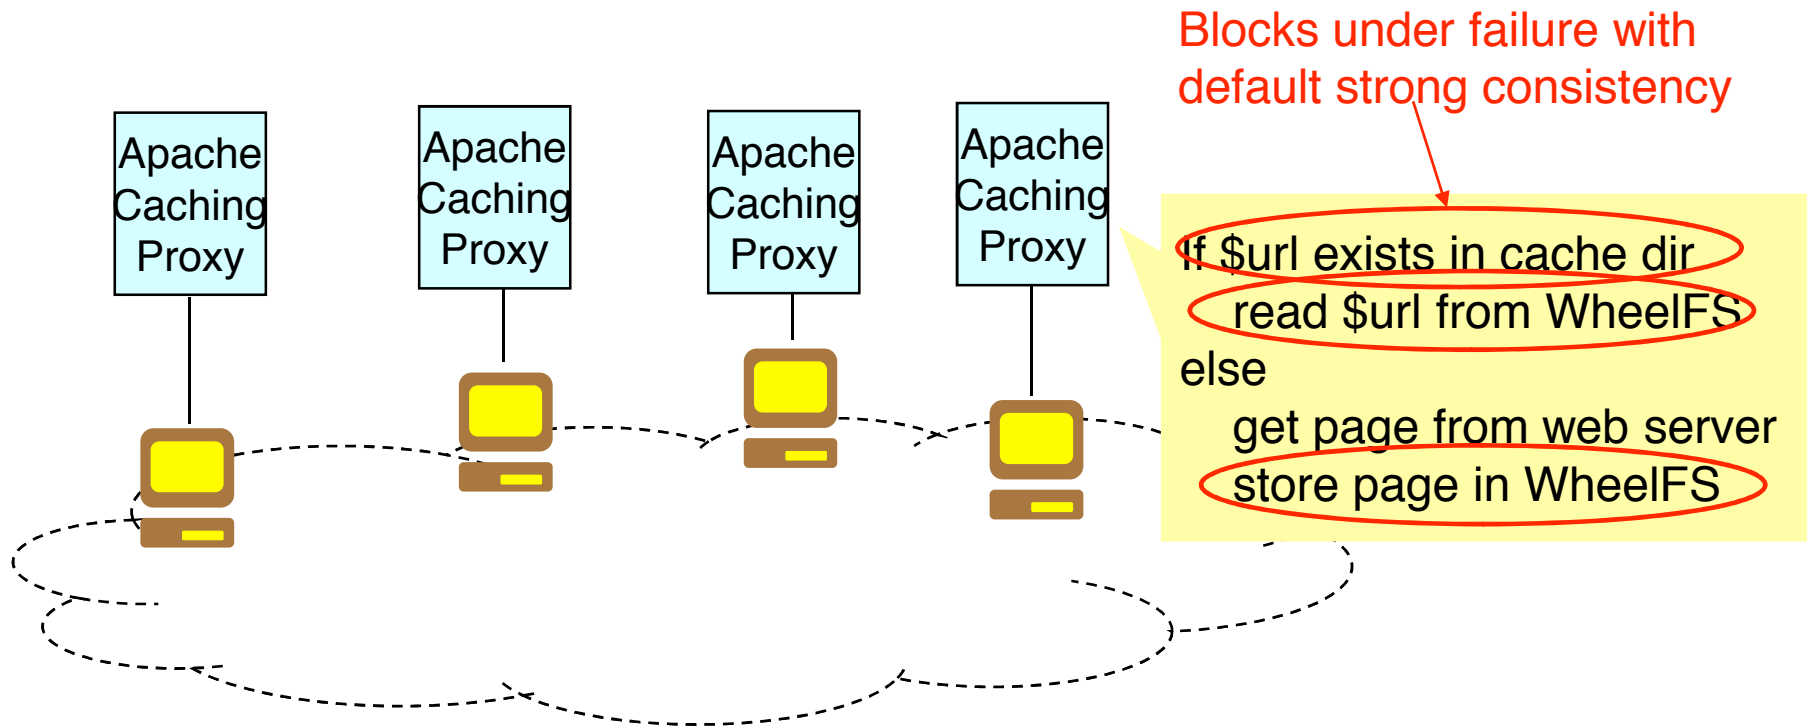 Blocks under failure with
default strong consistency
Apache
Caching
Proxy
Apache
Caching
Proxy
Apache
Caching
Proxy
Apache
Caching
Proxy
If $url exists in cache dir
read $url from WheelFS
else
get page from web server
store page in WheelFS